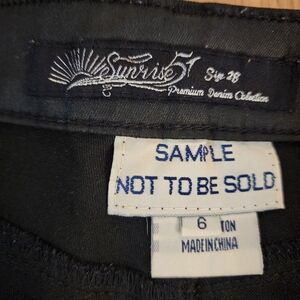 Sunrise 51
Size 28
Premium Denim Collection
SAMPLE
NOT TO BE SOLD
6
TON
MADE IN CHINA